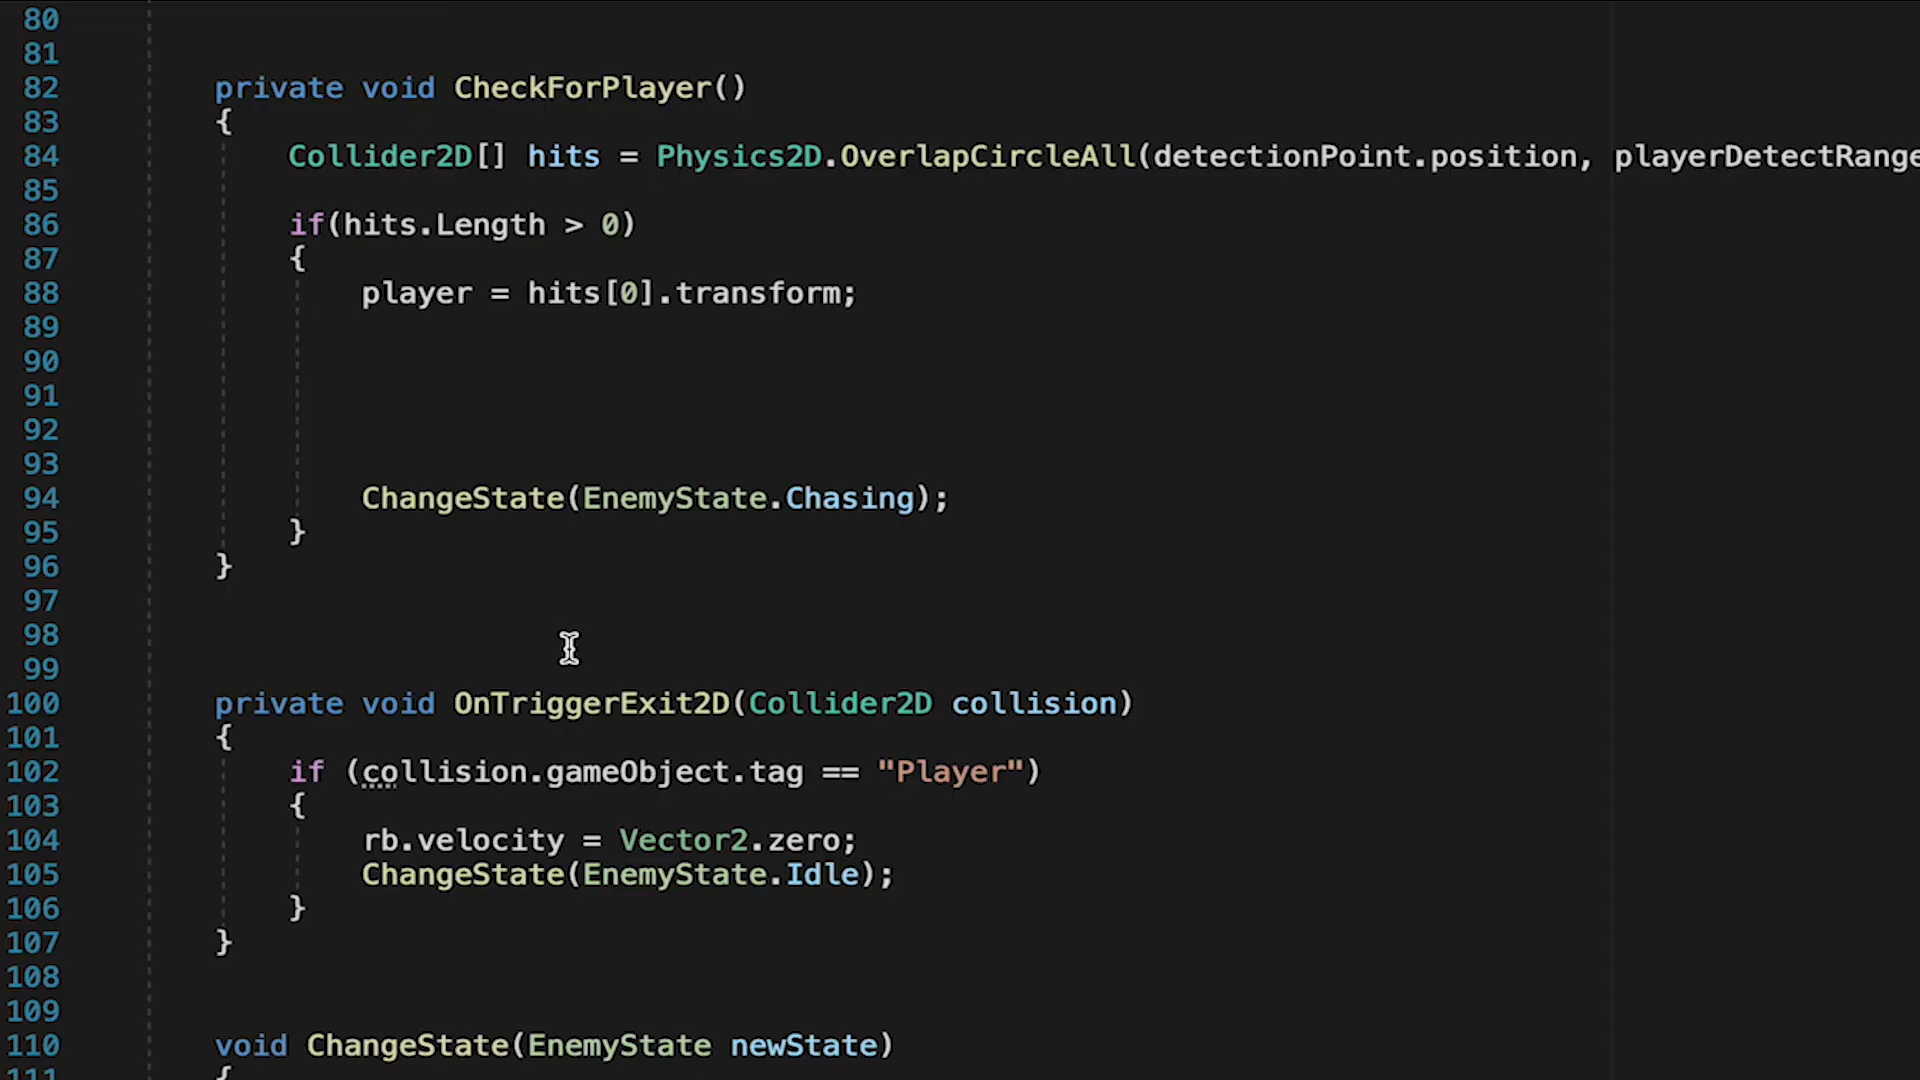 80
81
82 private void CheckForPlayer()
83 {
84 Collider2D[] hits = Physics2D.OverlapCircleAll(detectionPoint.position, playerDetectRange
85
86 if(hits.Length > 0)
87 {
88 player = hits[0].transform;
89
90
91
92
93
94 ChangeState(EnemyState.Chasing);
95 }
96 }
97
98
99
100 private void OnTriggerExit2D(Collider2D collision)
101 {
102 if (collision.gameObject.tag == "Player")
103 {
104 rb.velocity = Vector2.zero;
105 ChangeState(EnemyState.Idle);
106 }
107 }
108
109
110 void ChangeState(EnemyState newState)
111 {